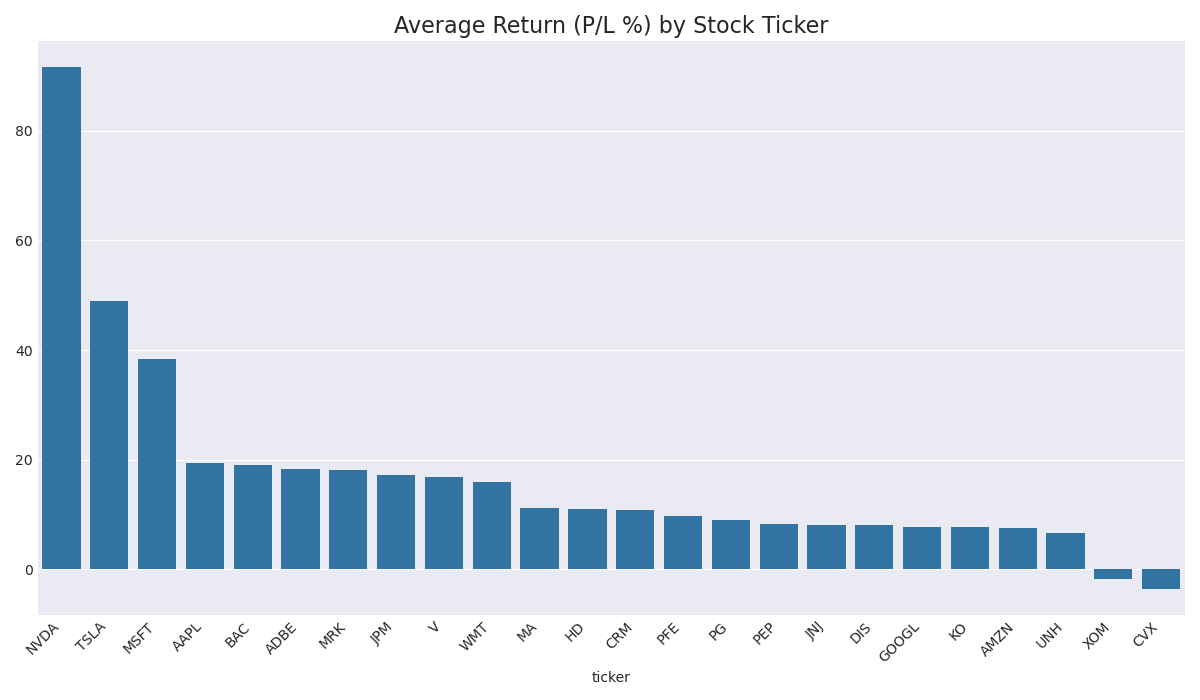 Average Return (P/L %) by Stock Ticker
80
60
40
20
0
NVDA
TSLA
MSFT
AAPL
BAC
ADBE
MRK
JPM
V
WMT
MA
HD
CRM
PFE
PG
PEP
JNJ
DIS
GOOGL
KO
AMZN
UNH
XOM
CVX
ticker